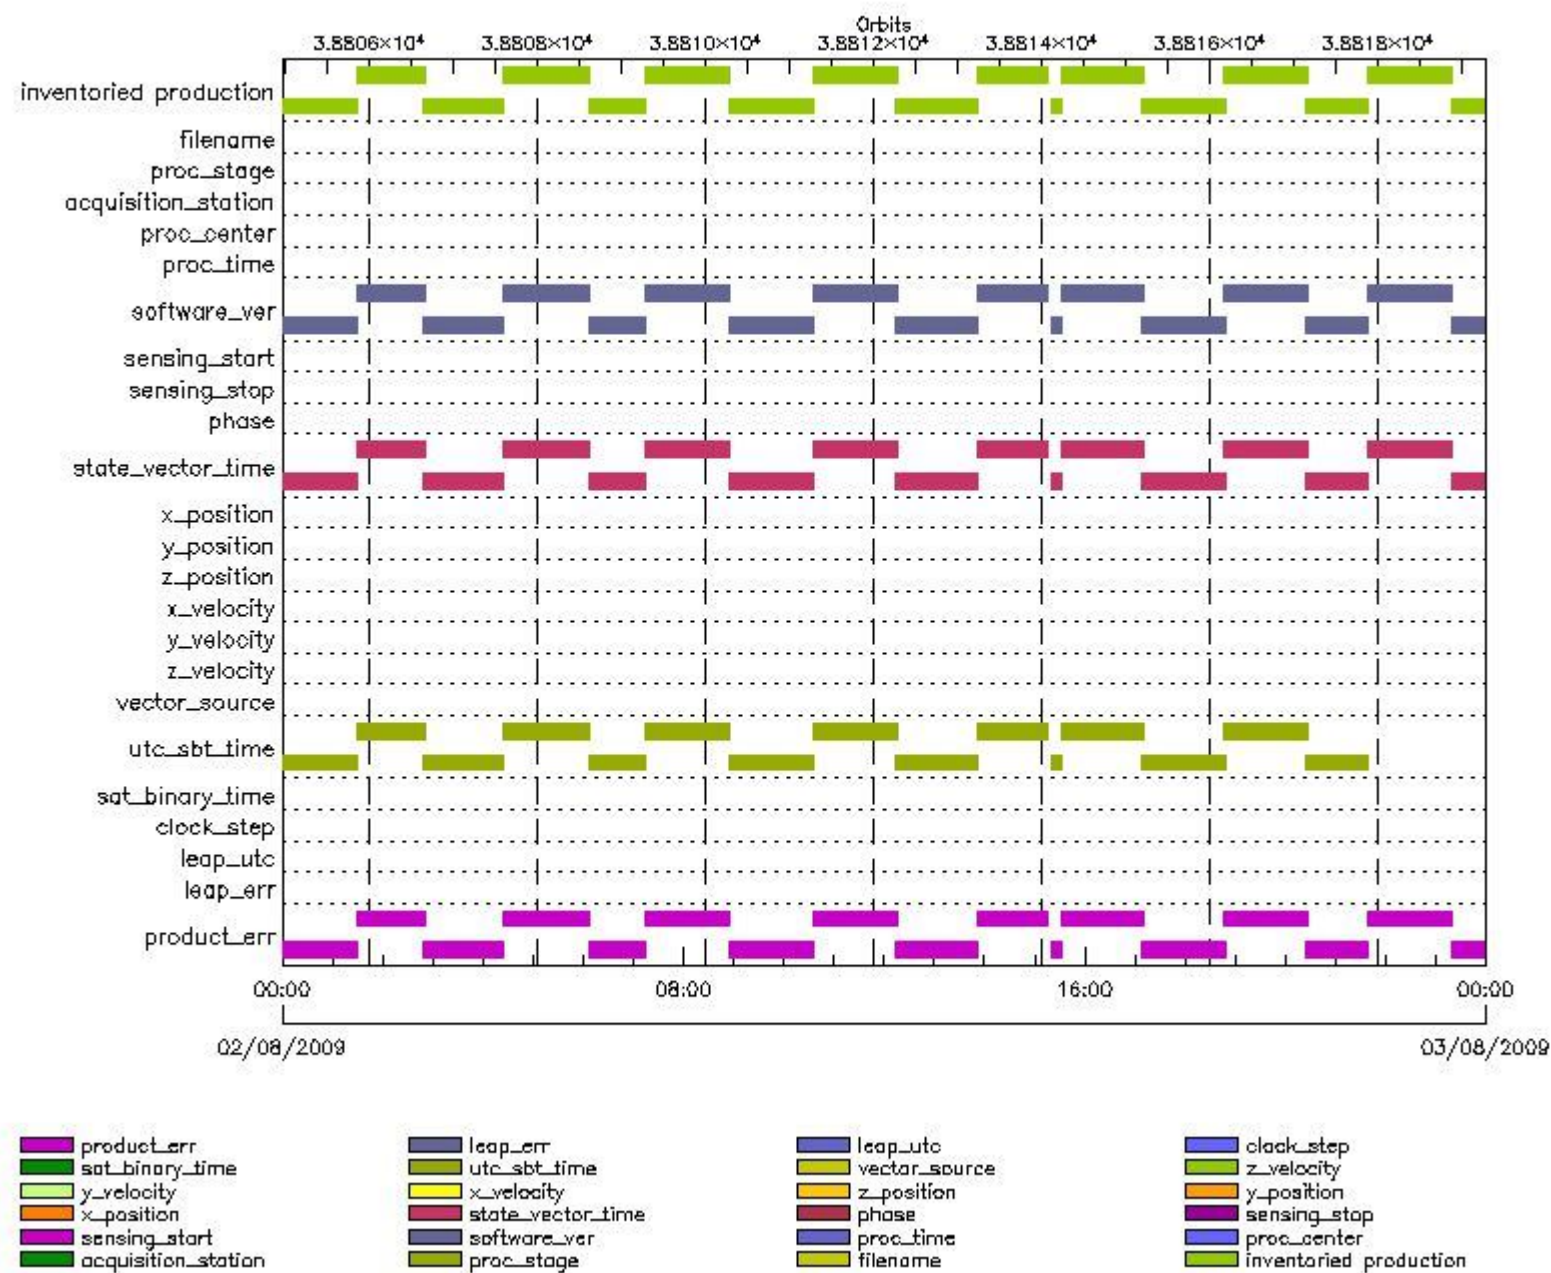 Orbits
3.8806×10⁴ 3.8808×10⁴ 3.8810×10⁴ 3.8812×10⁴ 3.8814×10⁴ 3.8816×10⁴ 3.8818×10⁴
inventoried production
filename
proc_stage
acquisition_station
proc_center
proc_time
software_ver
sensing_start
sensing_stop
phase
state_vector_time
x_position
y_position
z_position
x_velocity
y_velocity
z_velocity
vector_source
utc_sbt_time
sat_binary_time
clock_step
leap_utc
leap_err
product_err
00:00 08:00 16:00 00:00
02/08/2009 03/08/2009
product_err leap_err leap_utc clock_step
sat_binary_time utc_sbt_time vector_source z_velocity
y_velocity x_velocity z_position y_position
x_position state_vector_time phase sensing_stop
sensing_start software_ver proc_time proc_center
acquisition_station proc_stage filename inventoried production